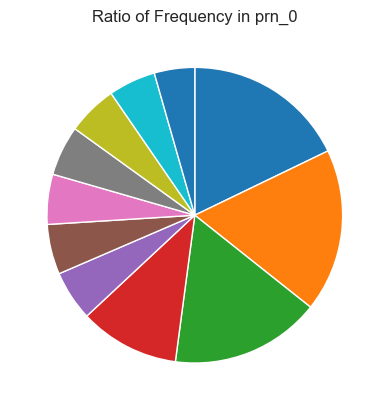 Ratio of Frequency in prn_0